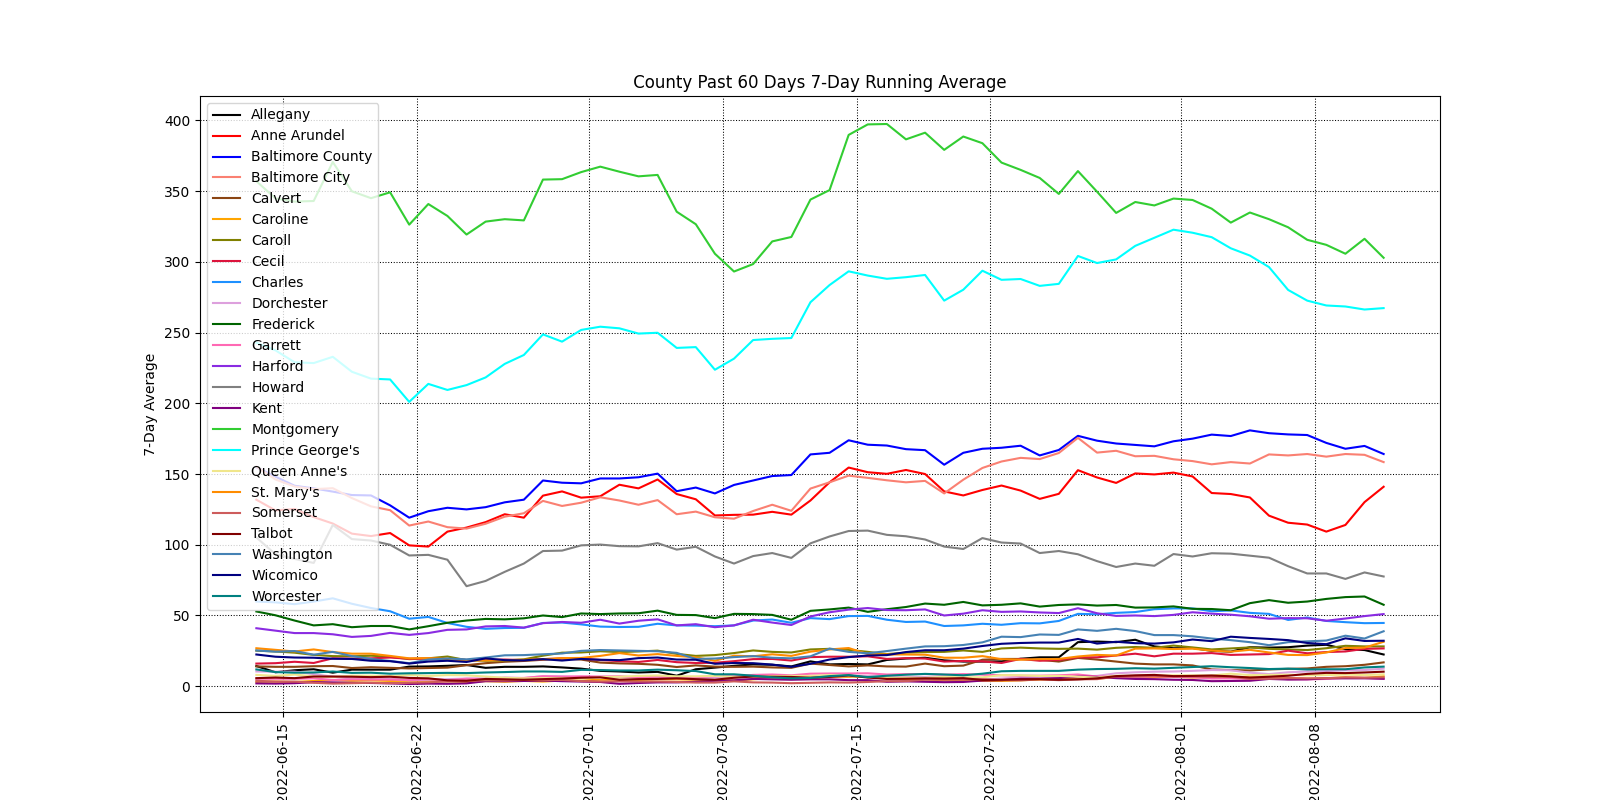 County Past 60 Days 7-Day Running Average
7-Day Average
400
350
300
250
200
150
100
50
0
Allegany
Anne Arundel
Baltimore County
Baltimore City
Calvert
Caroline
Caroll
Cecil
Charles
Dorchester
Frederick
Garrett
Harford
Howard
Kent
Montgomery
Prince George's
Queen Anne's
St. Mary's
Somerset
Talbot
Washington
Wicomico
Worcester
2022-06-15
2022-06-22
2022-07-01
2022-07-08
2022-07-15
2022-07-22
2022-08-01
2022-08-08